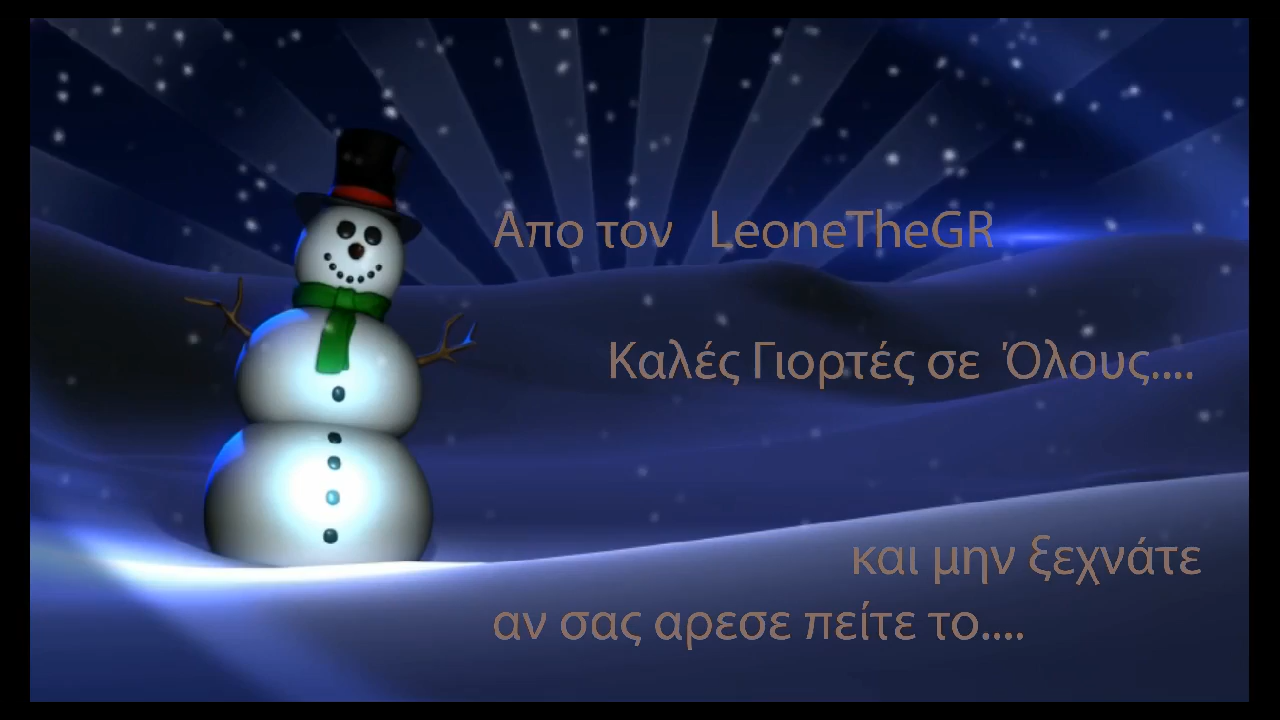 Απο τον LeoneTheGR
Καλές Γιορτές σε Όλους....
και μην ξεχνάτε
αν σας αρεσε πείτε το....